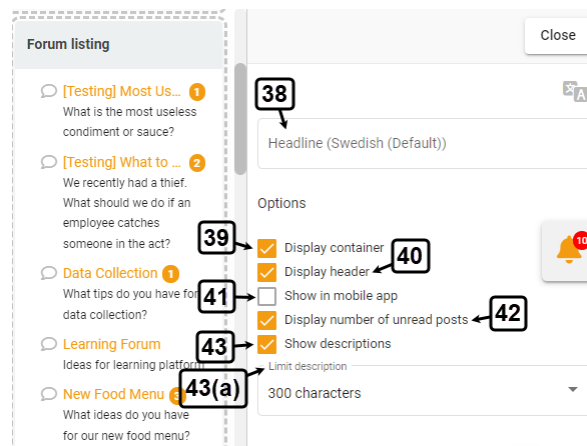 Forum listing
[Testing] Most Us... 1
What is the most useless
condiment or sauce?
[Testing] What to ... 2
We recently had a thief.
What should we do if an
employee catches
someone in the act?
Data Collection 1
What tips do you have for
data collection?
Learning Forum
Ideas for learning platform
New Food Menu
What ideas do you have
for our new food menu?
Close
38
Headline (Swedish (Default))
Options
39
Display container
Display header
40
41
Show in mobile app
Display number of unread posts
42
43
Show descriptions
43(a)
Limit description
300 characters
10